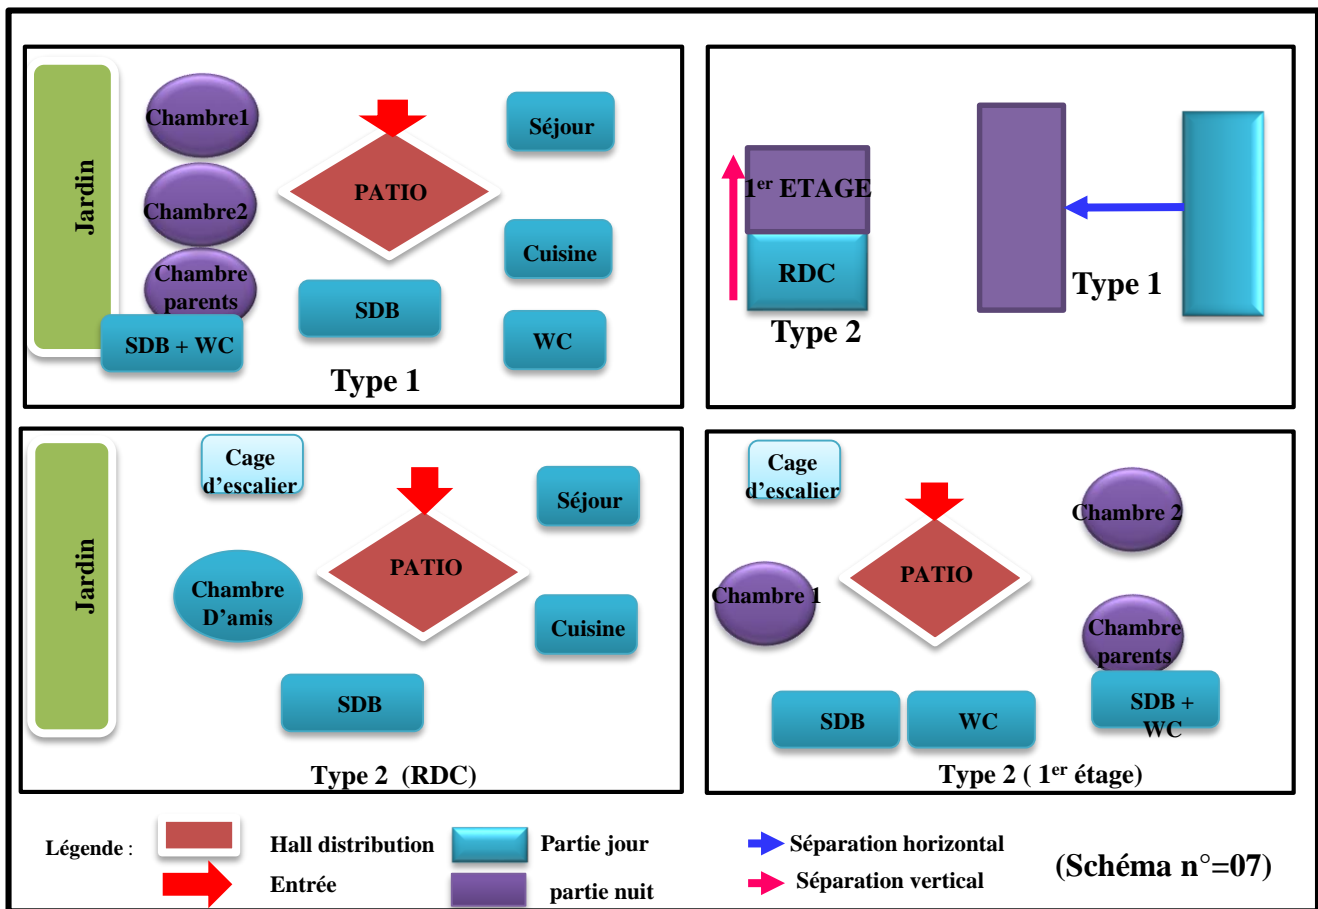 Jardin
Chambre1
Chambre2
Chambre
parents
SDB + WC
PATIO
SDB
Séjour
Cuisine
WC
Type 1
1er ETAGE
RDC
Type 2
Type 1
Jardin
Cage
d’escalier
Chambre
D’amis
PATIO
SDB
Séjour
Cuisine
Type 2 (RDC)
Cage
d’escalier
Chambre 1
PATIO
Chambre 2
Chambre
parents
SDB +
WC
SDB
WC
Type 2 ( 1er étage)
Légende :
Hall distribution
Entrée
Partie jour
partie nuit
Séparation horizontal
Séparation vertical
(Schéma n°=07)